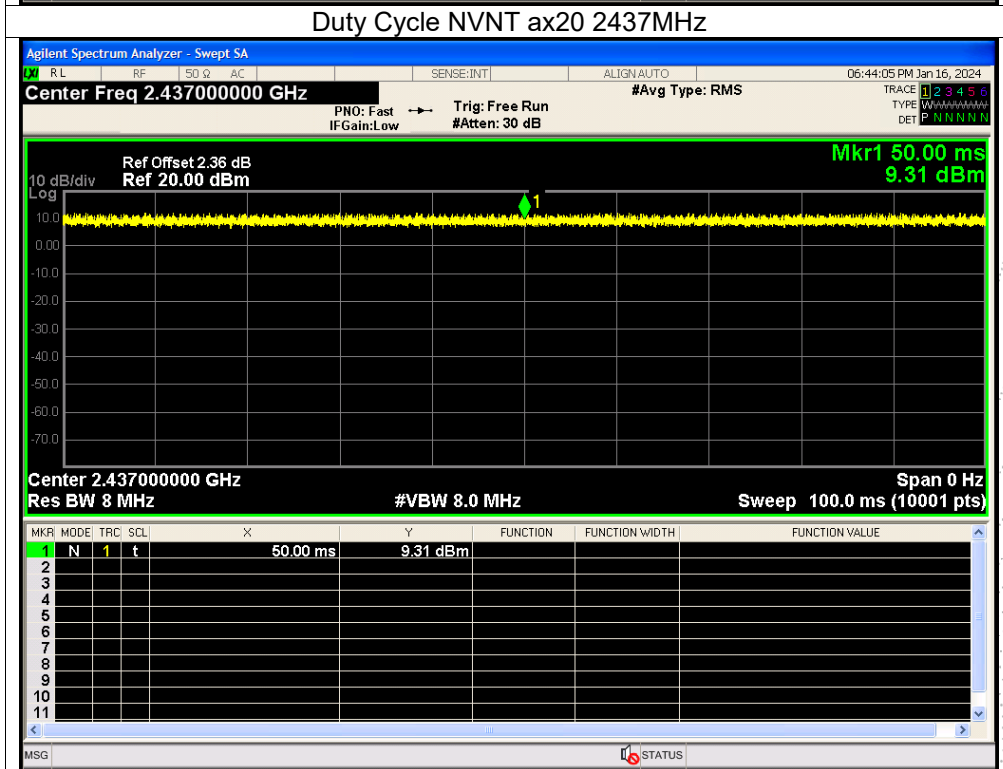 Duty Cycle NVNT ax20 2437MHz
Agilent Spectrum Analyzer - Swept SA
LXI RL RF 50 Ω AC SENSE:INT ALIGN AUTO 06:44:05 PM Jan 16, 2024
Center Freq 2.437000000 GHz #Avg Type: RMS TRACE 1 2 3 4 5 6
PNO: Fast Trig: Free Run TYPE WWWWWW
IFGain:Low #Atten: 30 dB DET P N N N N N
Mkr1 50.00 ms
Ref Offset 2.36 dB
10 dB/div Ref 20.00 dBm 9.31 dBm
Log
1
10.0
0.00
-10.0
-20.0
-30.0
-40.0
-50.0
-60.0
-70.0
Center 2.437000000 GHz Span 0 Hz
Res BW 8 MHz #VBW 8.0 MHz Sweep 100.0 ms (10001 pts)
MKR MODE TRC SCL X Y FUNCTION FUNCTION WIDTH FUNCTION VALUE
1 N 1 t 50.00 ms 9.31 dBm
2
3
4
5
6
7
8
9
10
11
MSG STATUS